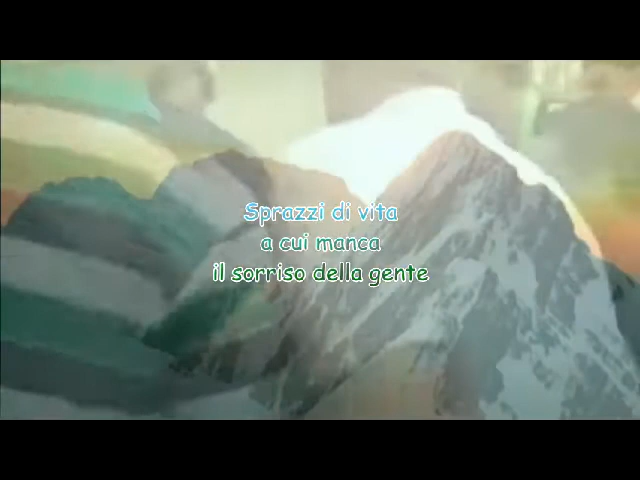 Sprazzi di vita
a cui manca
il sorriso della gente